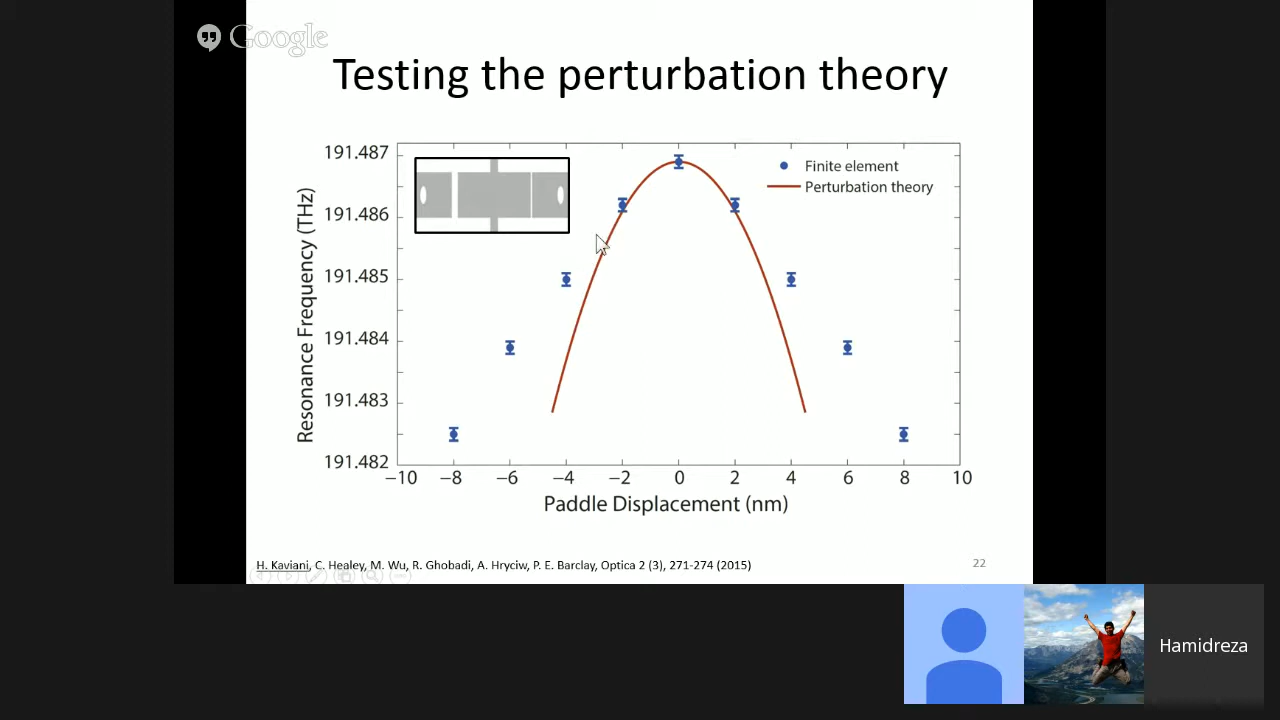 Google
Testing the perturbation theory
191.487
191.486
191.485
191.484
191.483
191.482
Resonance Frequency (THz)
Finite element
Perturbation theory
−10 −8 −6 −4 −2 0 2 4 6 8 10
Paddle Displacement (nm)
H. Kaviani, C. Healey, M. Wu, R. Ghobadi, A. Hryciw, P. E. Barclay, Optica 2 (3), 271-274 (2015)
22
Hamidreza